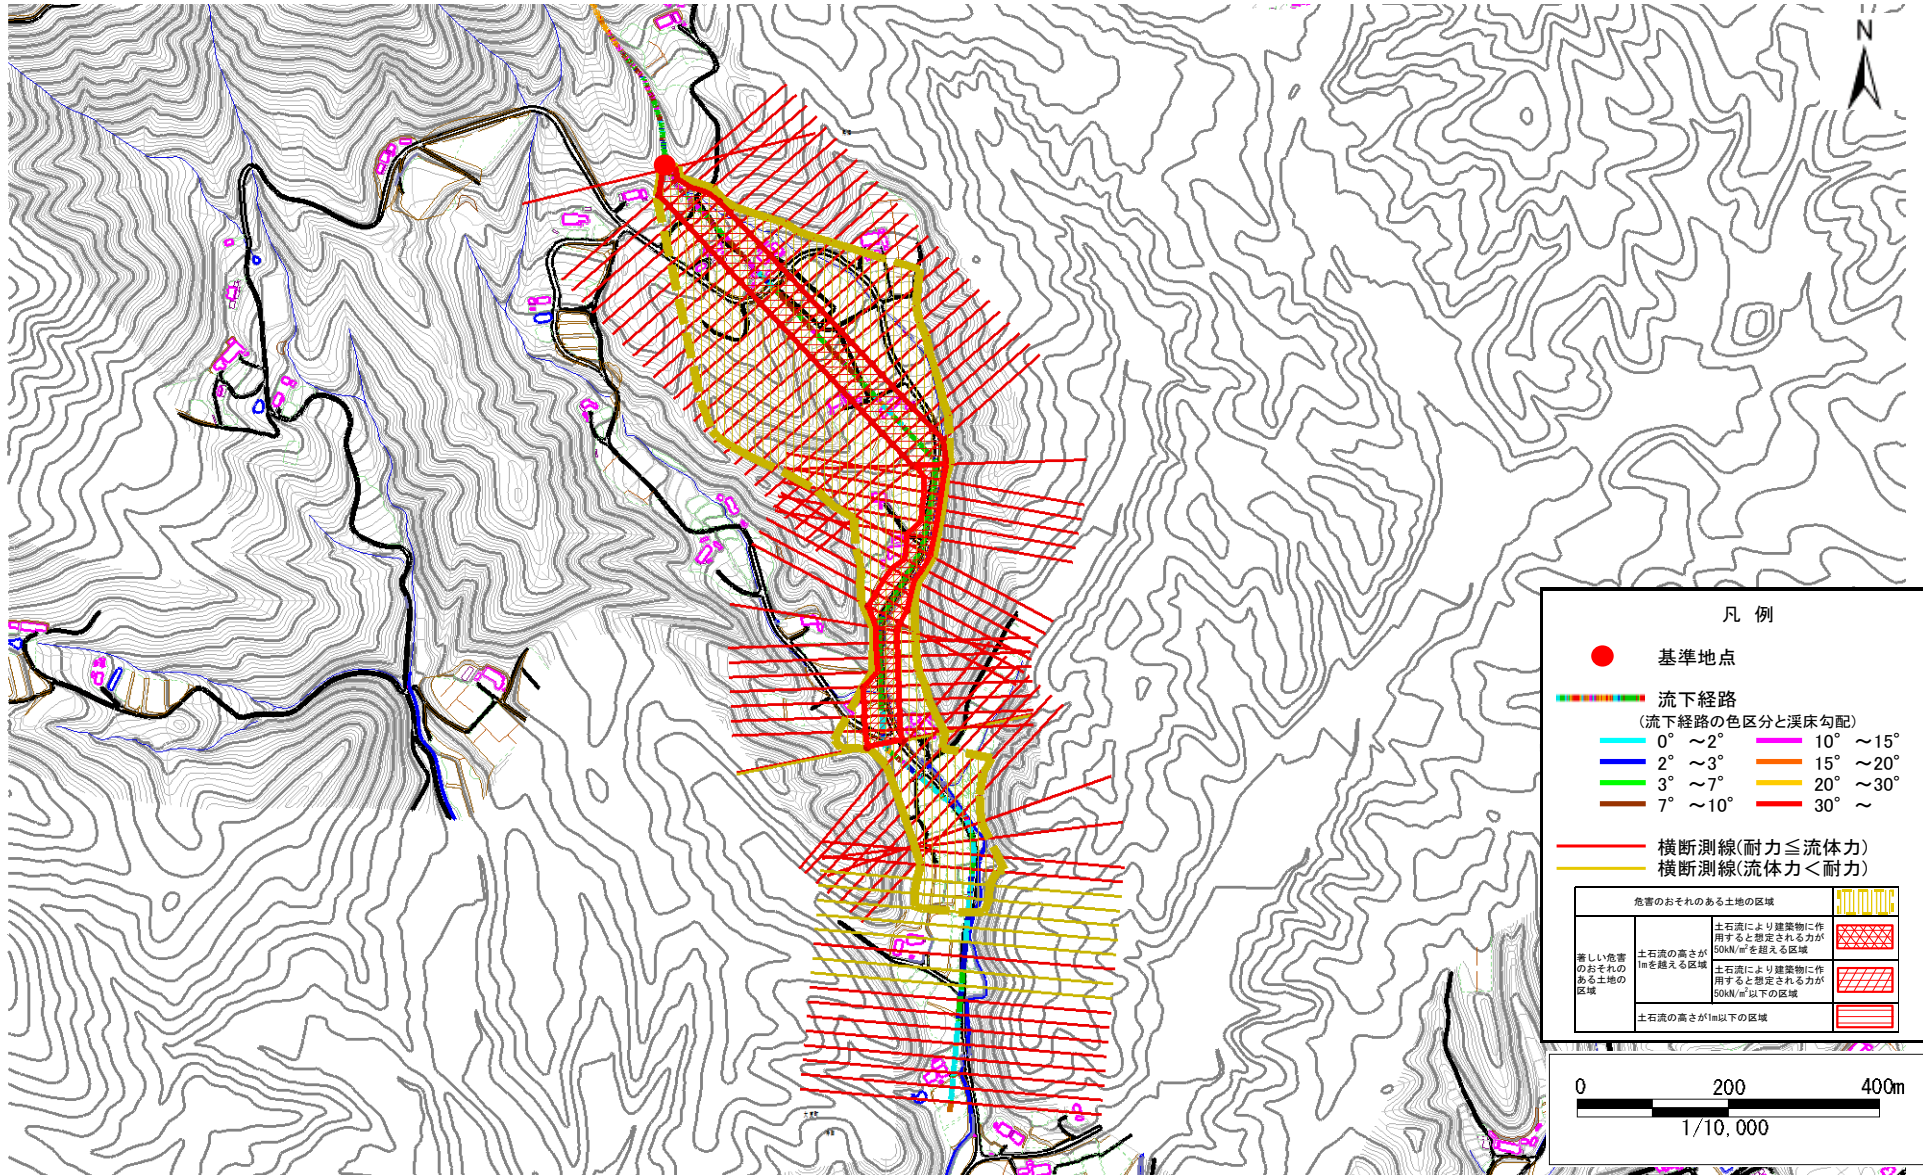 N
凡 例
基準地点
流下経路
(流下経路の色区分と渓床勾配)
0° ～2° 10° ～15°
2° ～3° 15° ～20°
3° ～7° 20° ～30°
7° ～10° 30° ～
横断測線(耐力≦流体力)
横断測線(流体力＜耐力)
危害のおそれのある土地の区域
著しい危害
のおそれの
ある土地の
区域
土石流の高さが
1mを越える区域
土石流により建築物に作
用すると想定される力が
50kN/m²を超える区域
土石流により建築物に作
用すると想定される力が
50kN/m²以下の区域
土石流の高さが1m以下の区域
0 200 400m
1/10,000